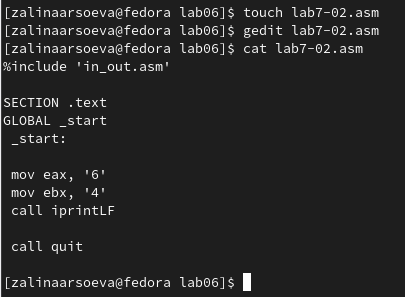 [zalinaarsoeva@fedora lab06]$ touch lab7-02.asm
[zalinaarsoeva@fedora lab06]$ gedit lab7-02.asm
[zalinaarsoeva@fedora lab06]$ cat lab7-02.asm
%include 'in_out.asm'

SECTION .text
GLOBAL _start
 _start:

 mov eax, '6'
 mov ebx, '4'
 call iprintLF

 call quit

[zalinaarsoeva@fedora lab06]$